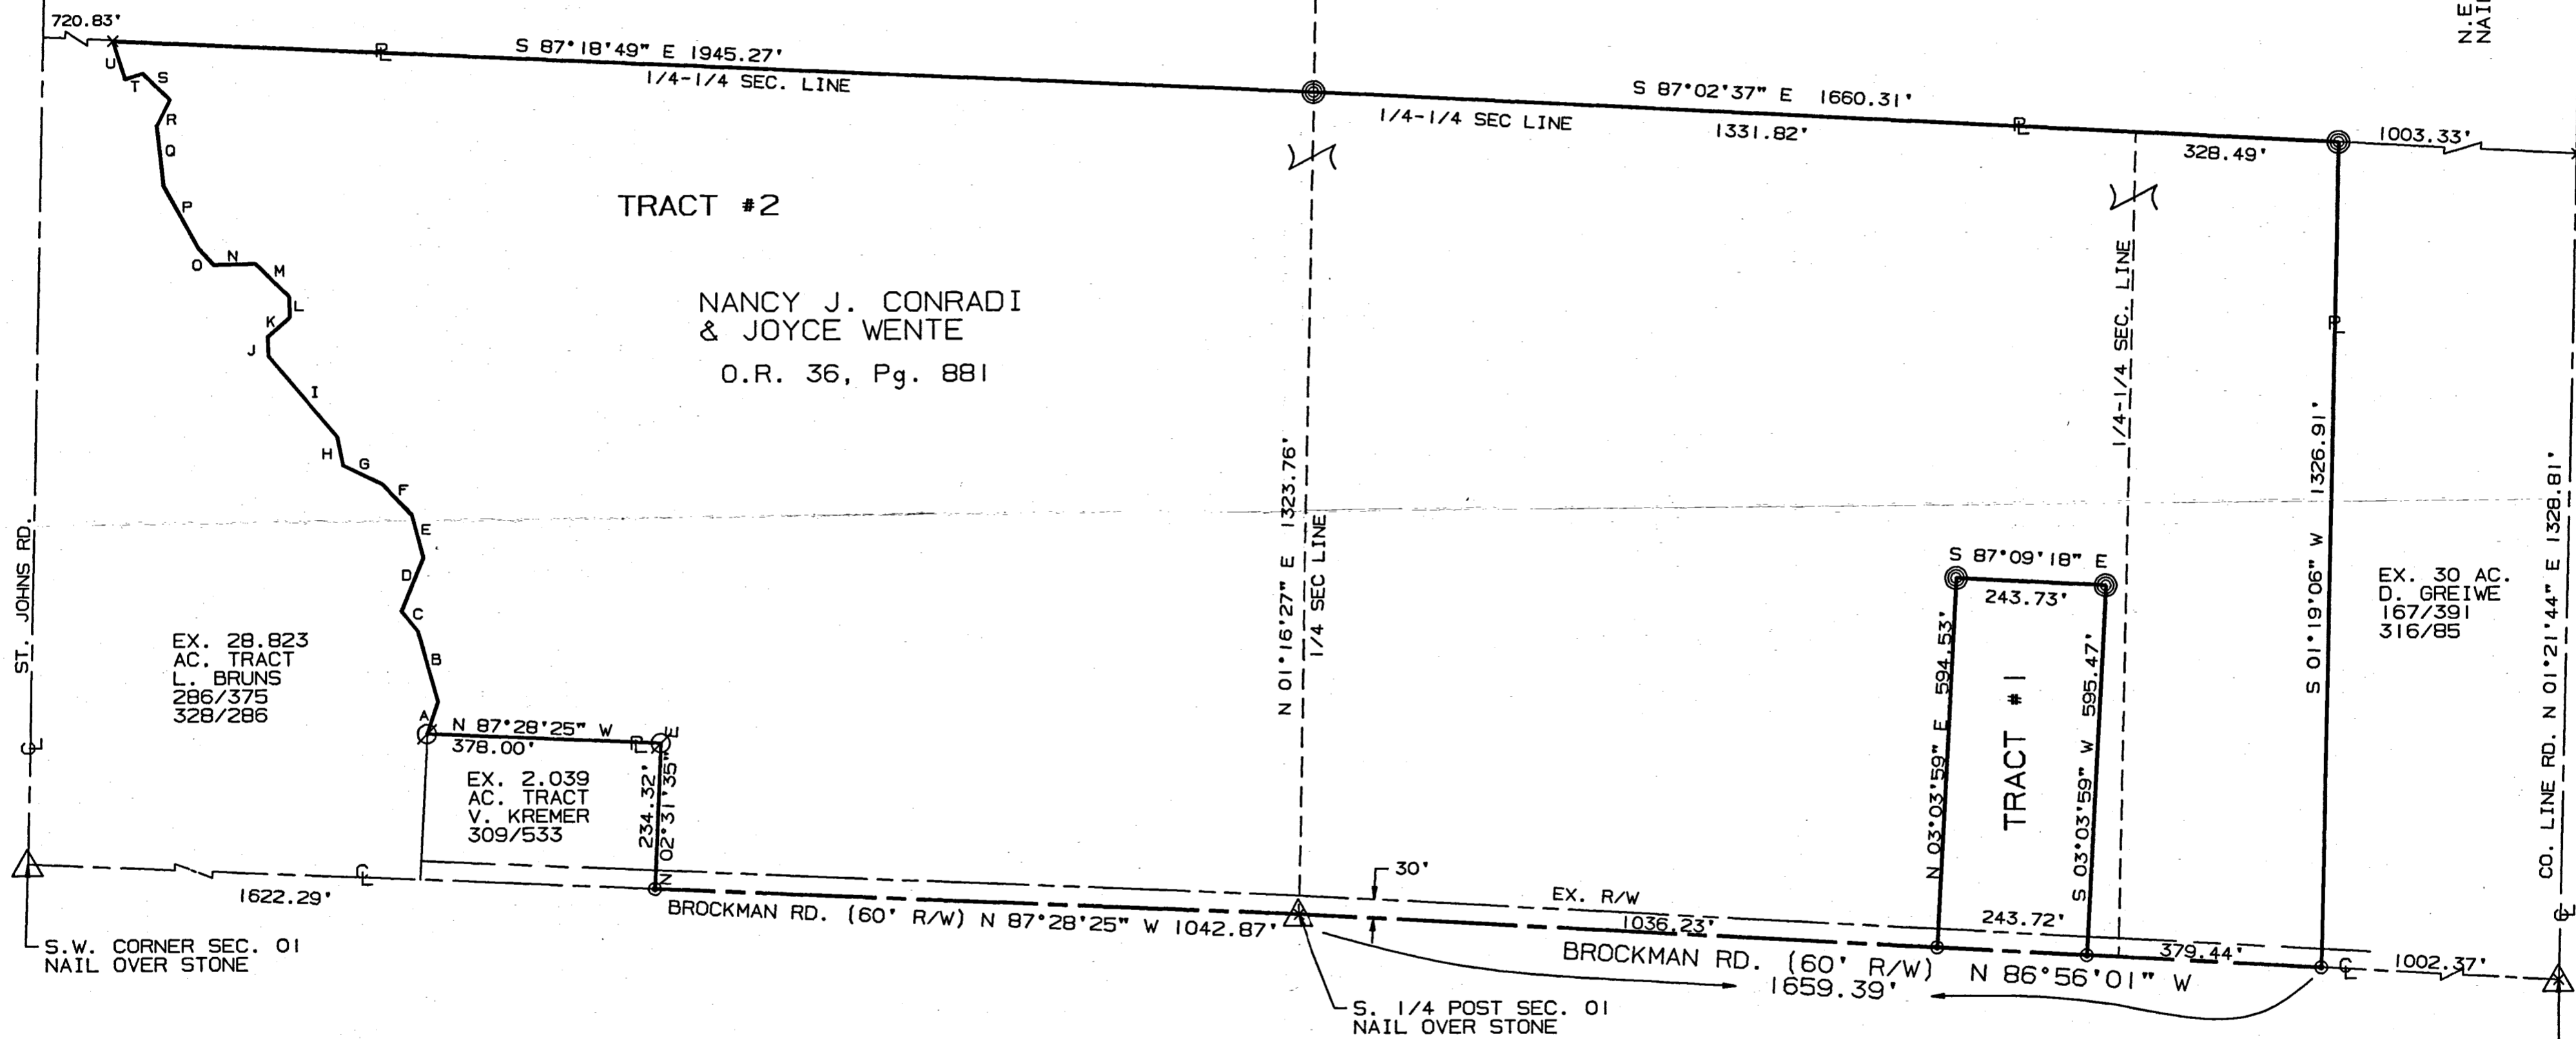 720.83'
S 87°18'49" E 1945.27'
1/4-1/4 SEC. LINE
S 87°02'37" E 1660.31'
1/4-1/4 SEC LINE
1331.82'
328.49'
1003.33'
N.E
NAIL
U
T
S
R
Q
P
O
N
M
L
K
J
I
H
G
F
E
D
C
B
A
TRACT #2
NANCY J. CONRADI
& JOYCE WENTE
O.R. 36, Pg. 881
N 01°16'27" E 1323.76'
1/4 SEC LINE
1/4-1/4 SEC. LINE
S 01°19'06" W 1326.91'
ST. JOHNS RD.
EX. 28.823
AC. TRACT
L. BRUNS
286/375
328/286
N 87°28'25" W
378.00'
EX. 2.039
AC. TRACT
V. KREMER
309/533
234.32'
N 02°31'35" E
S 87°09'18" E
243.73'
N 03°03'59" E 594.53'
TRACT #1
S 03°03'59" W 595.47'
EX. 30 AC.
D. GREIWE
167/391
316/85
CO. LINE RD. N 01°21'44" E 1328.81'
1622.29'
S.W. CORNER SEC. 01
NAIL OVER STONE
BROCKMAN RD. (60' R/W) N 87°28'25" W 1042.87'
30'
EX. R/W
1036.23'
243.72'
379.44'
BROCKMAN RD. (60' R/W) N 86°56'01" W
1659.39'
1002.37'
S. 1/4 POST SEC. 01
NAIL OVER STONE